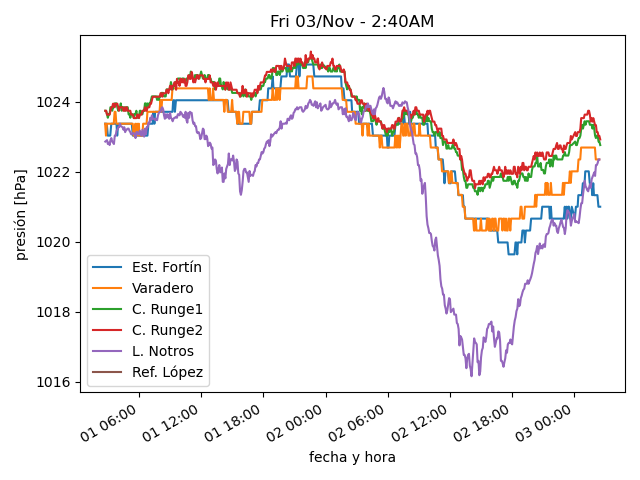 Fri 03/Nov - 2:40AM
presión [hPa]
1024
1022
1020
1018
1016
Est. Fortín
Varadero
C. Runge1
C. Runge2
L. Notros
Ref. López
01 06:00
01 12:00
01 18:00
02 00:00
02 06:00
02 12:00
02 18:00
03 00:00
fecha y hora